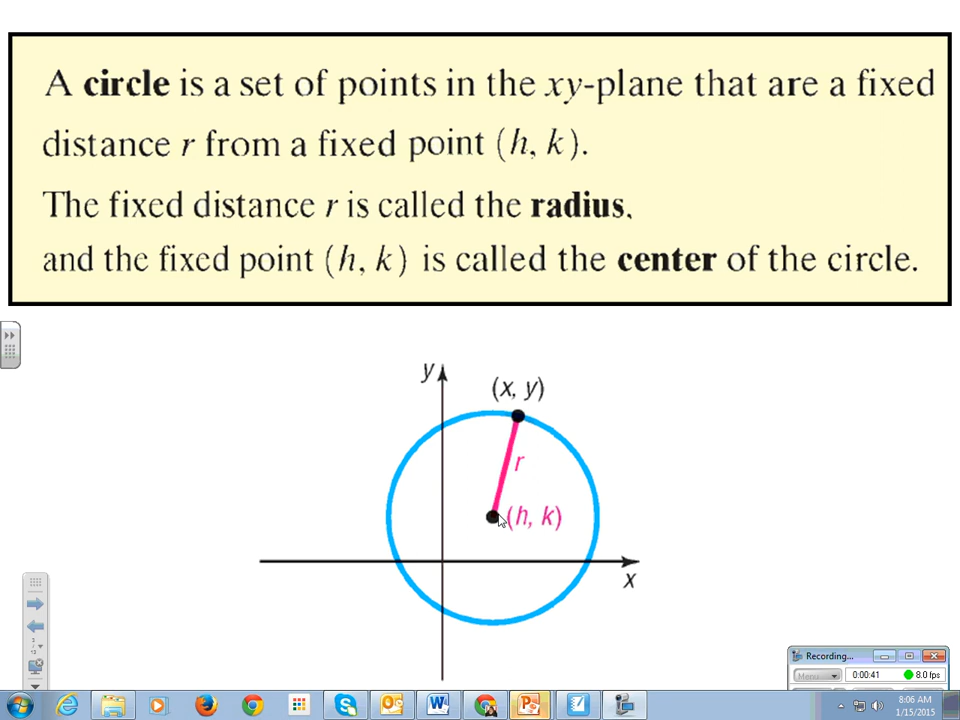 A circle is a set of points in the xy-plane that are a fixed
distance r from a fixed point (h, k).
The fixed distance r is called the radius,
and the fixed point (h, k) is called the center of the circle.
y
(x, y)
r
(h, k)
x
Recording...
Menu
0:00:41
8.0 fps
8:06 AM
1/15/2015